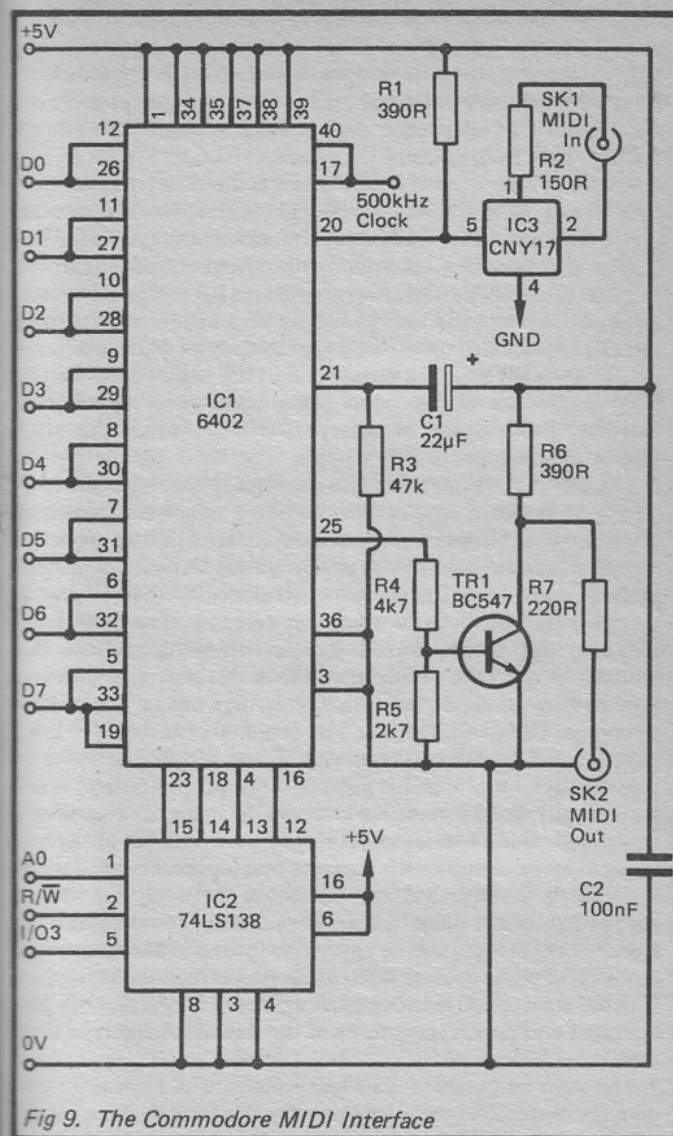 +5V
1
34
35
37
38
39
R1
390R
SK1
MIDI
In
R2
150R
12
D0
26
40
17
500kHz
Clock
1
11
D1
27
20
5
IC3
CNY17
2
10
D2
28
4
GND
9
D3
29
IC1
6402
21
+
C1
22µF
8
D4
30
R3
47k
R6
390R
7
D5
31
25
R4
4k7
TR1
BC547
R7
220R
6
D6
32
36
5
D7
33
19
3
R5
2k7
23
18
4
16
SK2
MIDI
Out
15
14
13
12
+5V
A0
1
R/W̅
2
I/O3
5
IC2
74LS138
16
6
C2
100nF
8
3
4
0V
Fig 9. The Commodore MIDI Interface